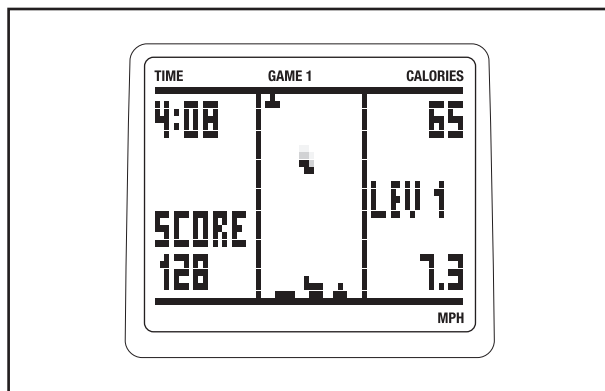 TIME GAME 1 CALORIES
4:08 65
LEV 1
SCORE
128 7.3
MPH